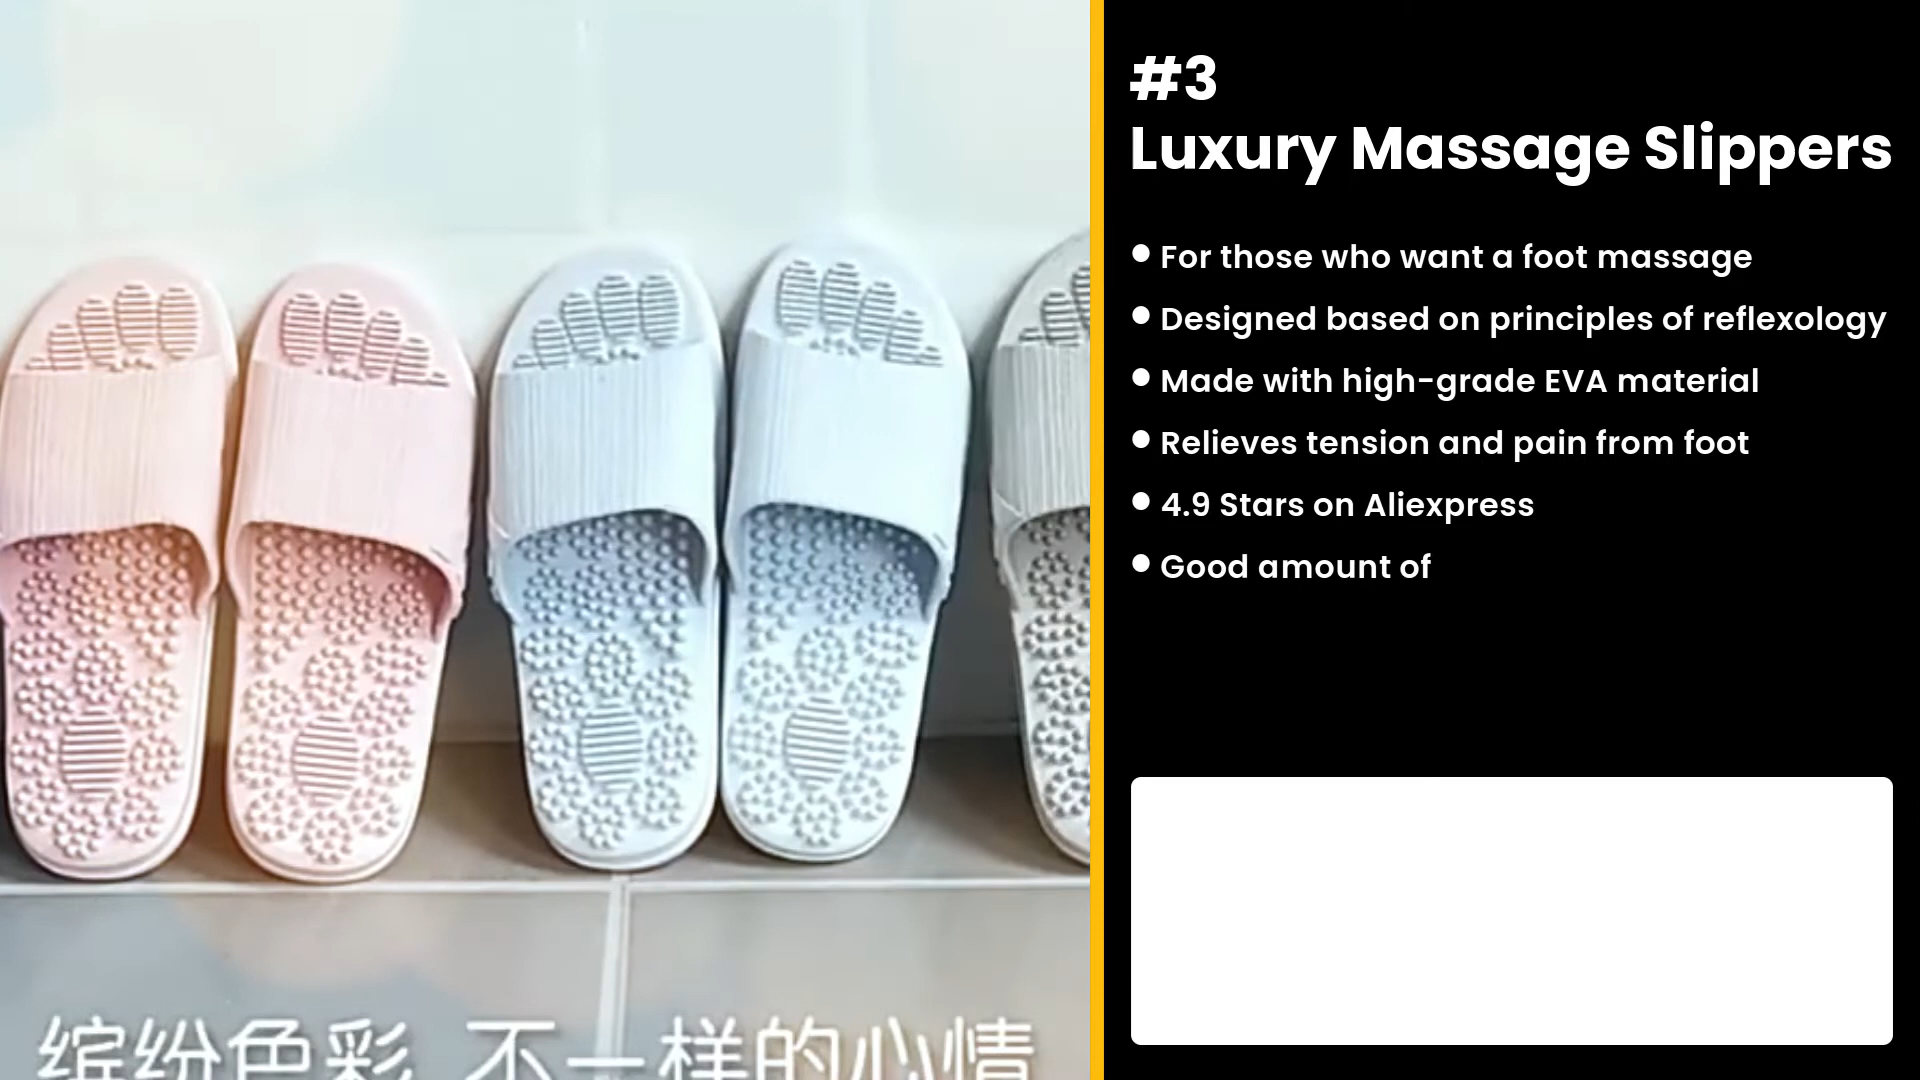 #3
Luxury Massage Slippers
• For those who want a foot massage
• Designed based on principles of reflexology
• Made with high-grade EVA material
• Relieves tension and pain from foot
• 4.9 Stars on Aliexpress
• Good amount of
缤纷色彩 不一样的心情